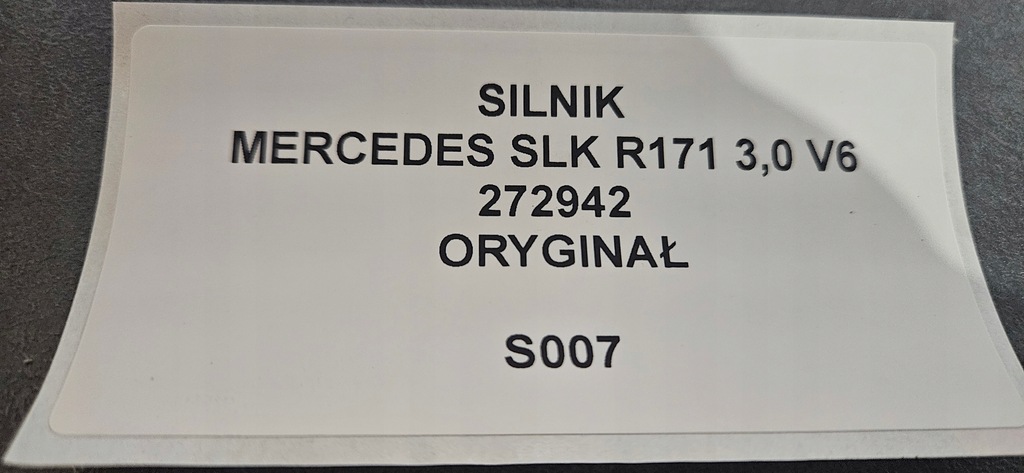 SILNIK
MERCEDES SLK R171 3,0 V6
272942
ORYGINAŁ
S007